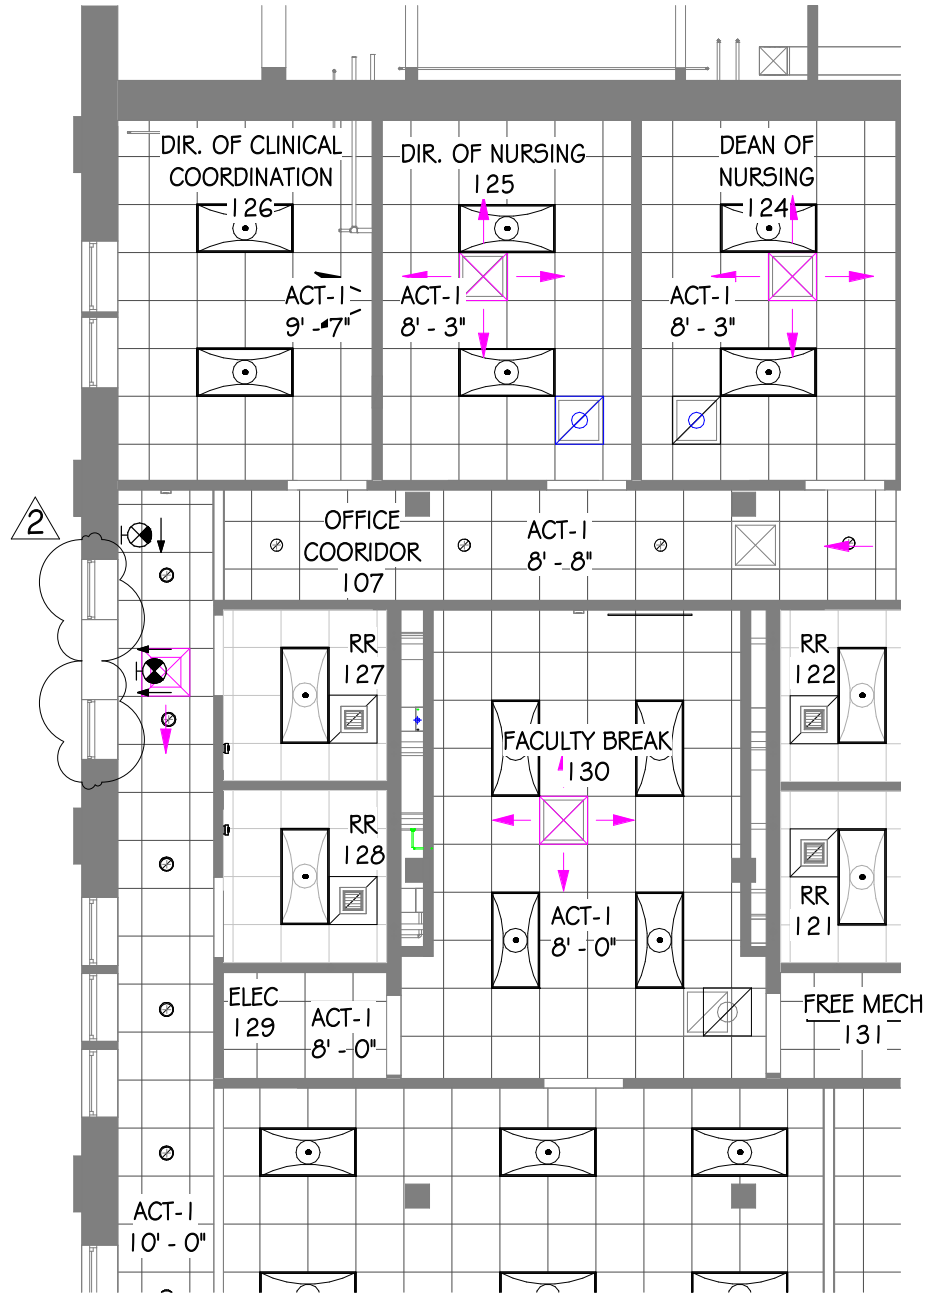 DIR. OF CLINICAL
COORDINATION
126
DIR. OF NURSING
125
DEAN OF
NURSING
124
ACT-1
9' - 7"
ACT-1
8' - 3"
ACT-1
8' - 3"
2
OFFICE
COORIDOR
107
ACT-1
8' - 8"
RR
127
RR
122
FACULTY BREAK
130
RR
128
RR
121
ACT-1
8' - 0"
ELEC
129
ACT-1
8' - 0"
FREE MECH
131
ACT-1
10' - 0"